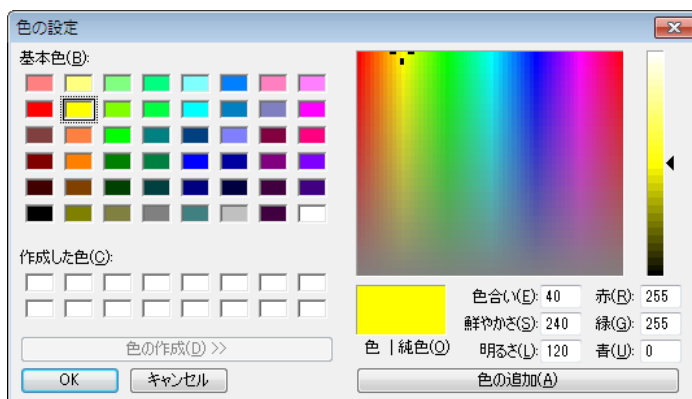 色の設定
基本色(B):
作成した色(C):
色の作成(D) >>
OK キャンセル
色 | 純色(O)
色合い(E): 40 赤(R): 255
鮮やかさ(S): 240 緑(G): 255
明るさ(L): 120 青(U): 0
色の追加(A)